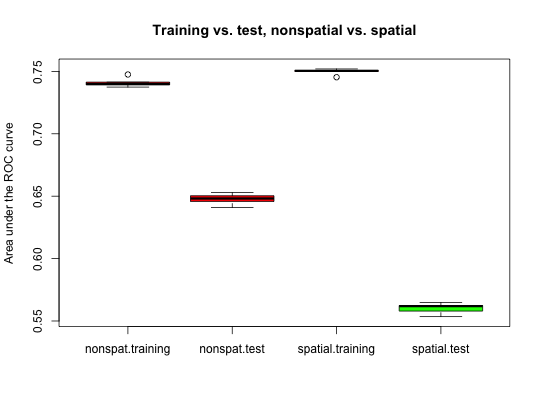 Training vs. test, nonspatial vs. spatial
Area under the ROC curve
0.75
0.70
0.65
0.60
0.55
nonspat.training nonspat.test spatial.training spatial.test